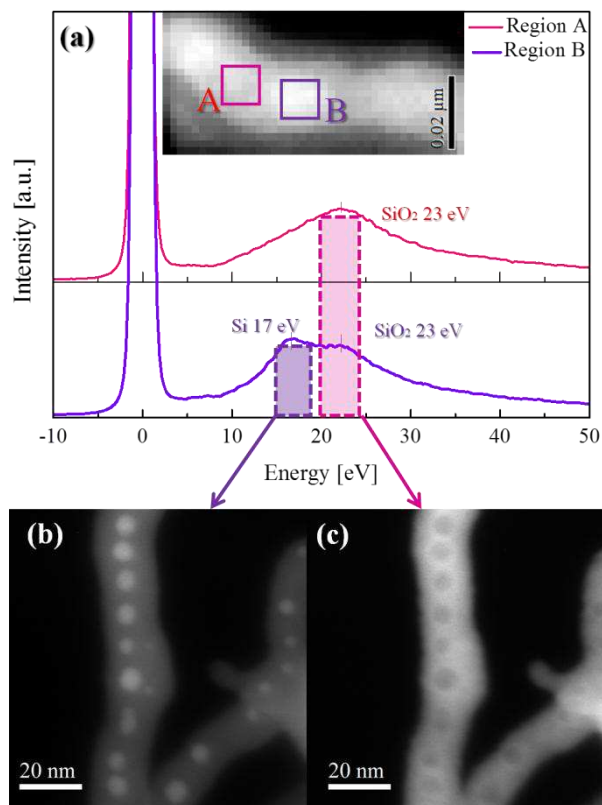 (a)
Region A
Region B
A
B
0.02 μm
SiO₂ 23 eV
Intensity [a.u.]
Si 17 eV
SiO₂ 23 eV
-10 0 10 20 30 40 50
Energy [eV]
(b)
(c)
20 nm
20 nm